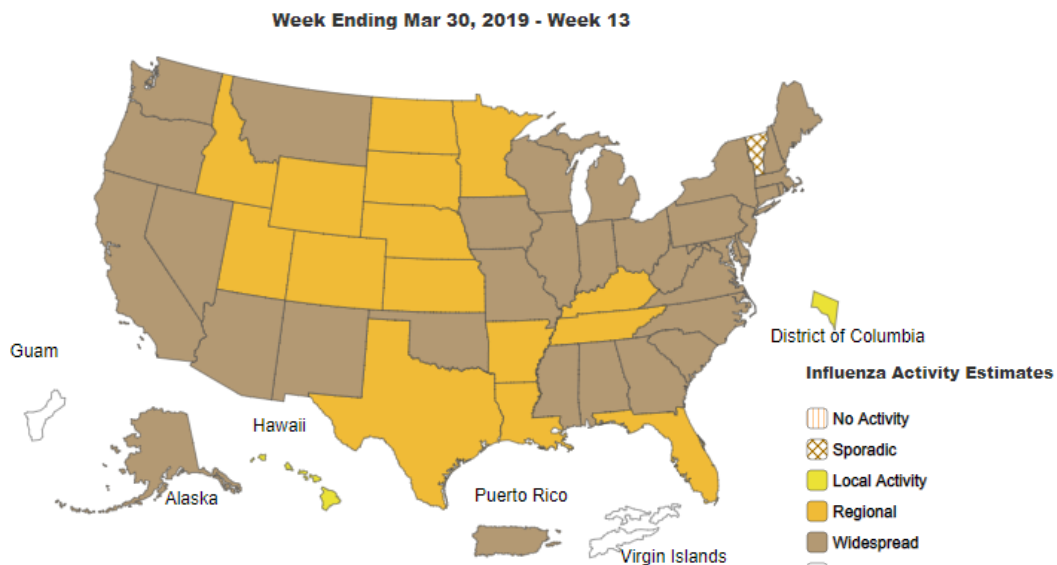 Week Ending Mar 30, 2019 - Week 13
District of Columbia
Guam
Influenza Activity Estimates
No Activity
Hawaii
Sporadic
Local Activity
Alaska
Puerto Rico
Regional
Widespread
Virgin Islands